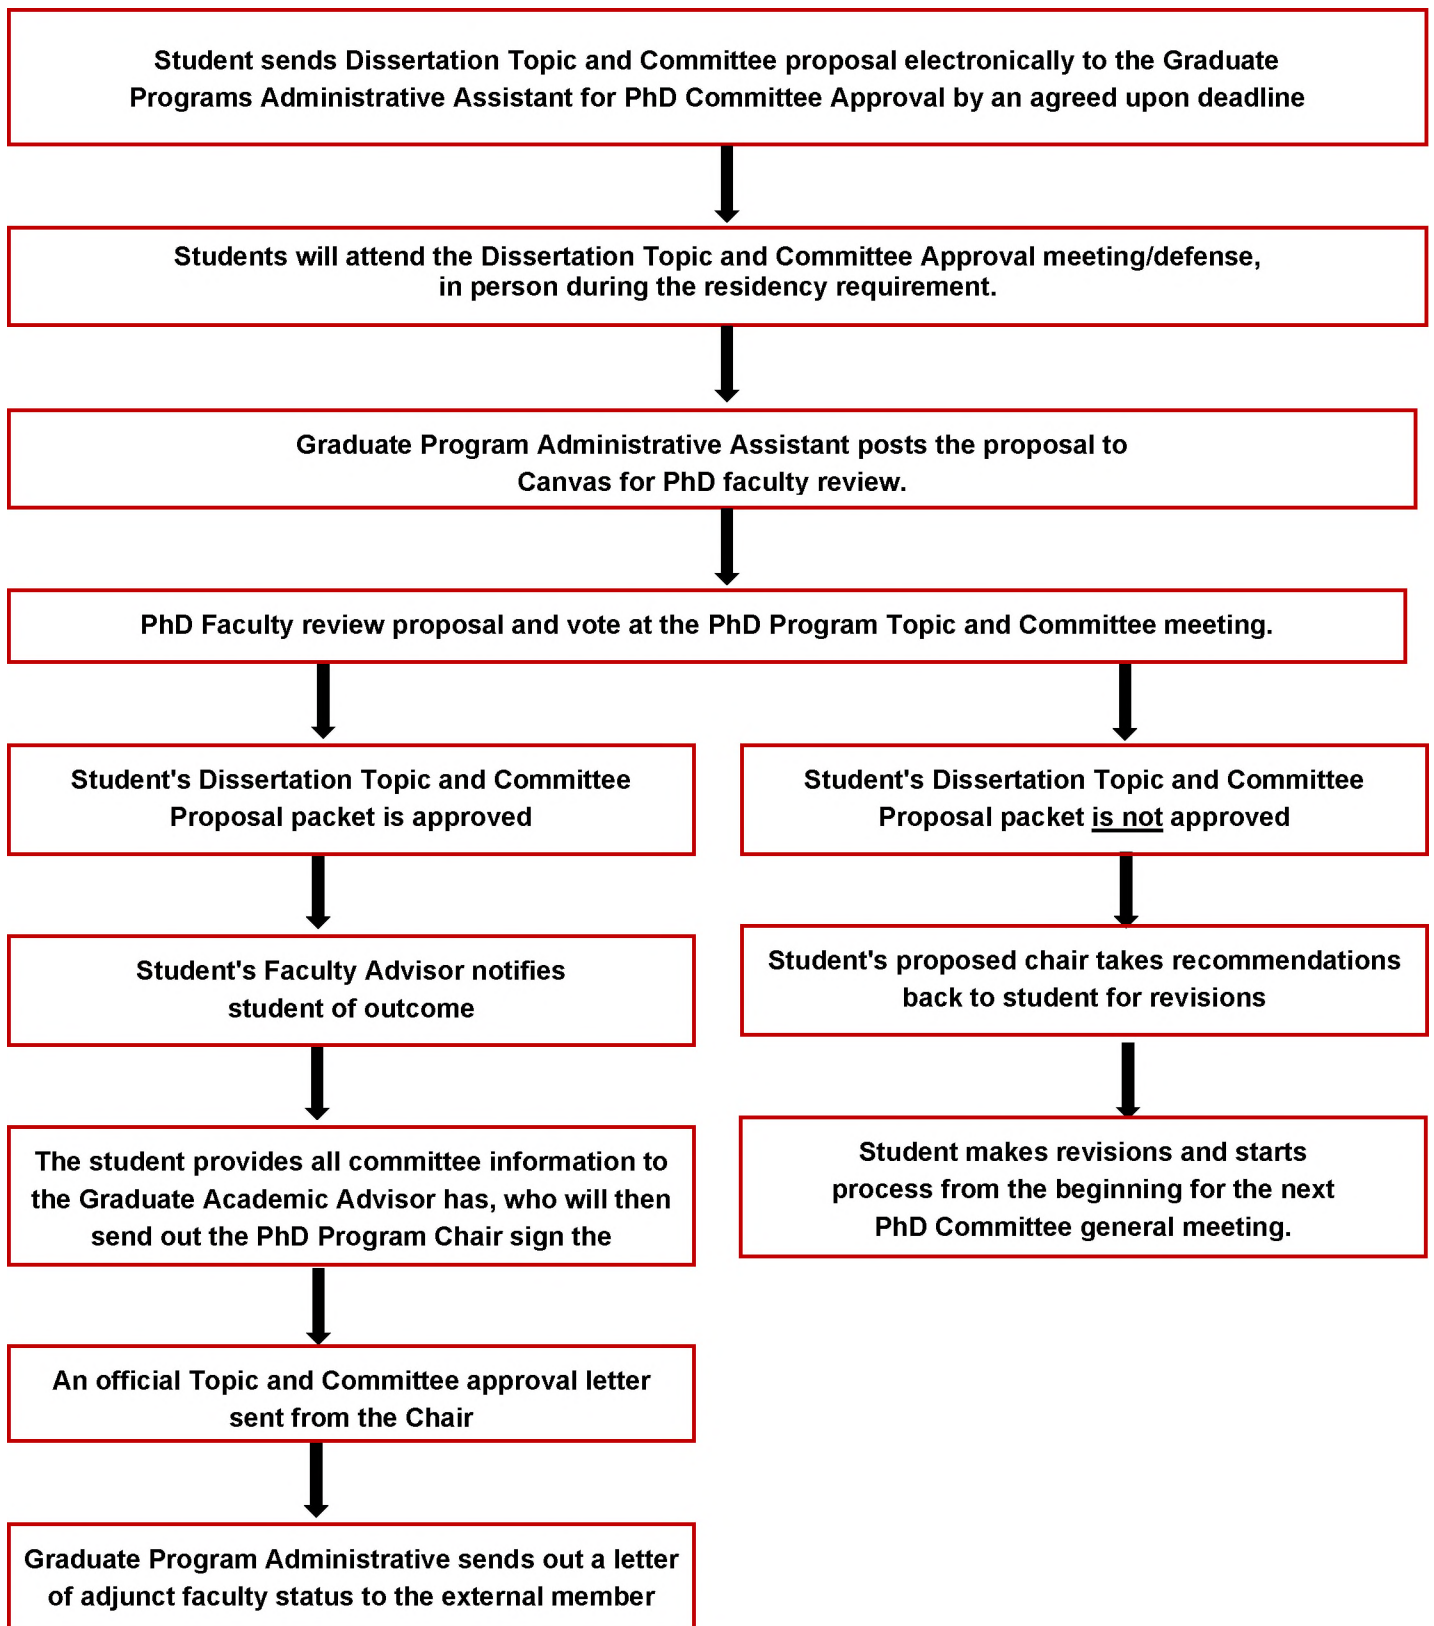 Student sends Dissertation Topic and Committee proposal electronically to the Graduate
Programs Administrative Assistant for PhD Committee Approval by an agreed upon deadline
Students will attend the Dissertation Topic and Committee Approval meeting/defense,
in person during the residency requirement.
Graduate Program Administrative Assistant posts the proposal to
Canvas for PhD faculty review.
PhD Faculty review proposal and vote at the PhD Program Topic and Committee meeting.
Student's Dissertation Topic and Committee
Proposal packet is approved
Student's Faculty Advisor notifies
student of outcome
The student provides all committee information to
the Graduate Academic Advisor has, who will then
send out the PhD Program Chair sign the
An official Topic and Committee approval letter
sent from the Chair
Graduate Program Administrative sends out a letter
of adjunct faculty status to the external member
Student's Dissertation Topic and Committee
Proposal packet is not approved
Student's proposed chair takes recommendations
back to student for revisions
Student makes revisions and starts
process from the beginning for the next
PhD Committee general meeting.